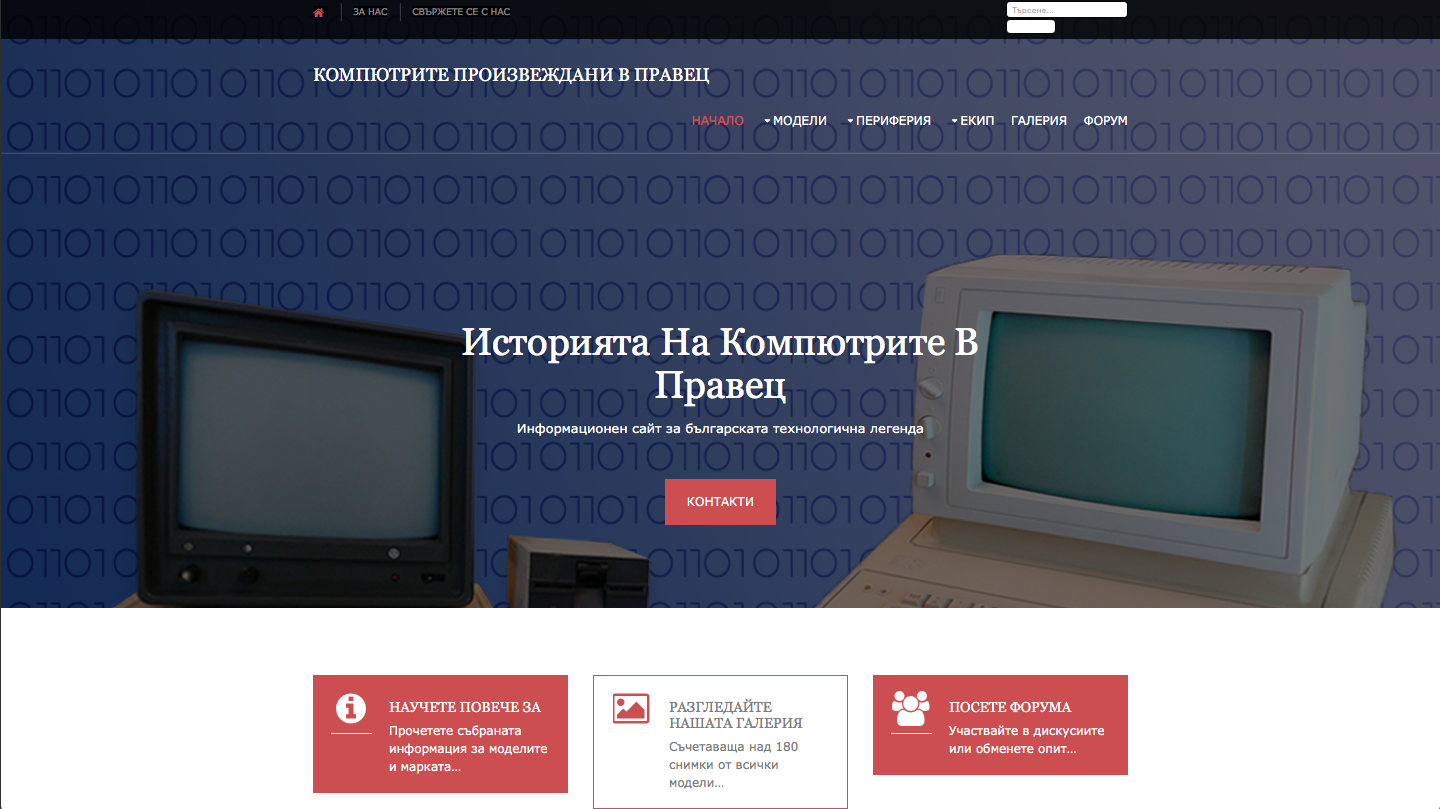 ЗА НАС
СВЪРЖЕТЕ СЕ С НАС
Търсене...
КОМПЮТРИТЕ ПРОИЗВЕЖДАНИ В ПРАВЕЦ
НАЧАЛО
МОДЕЛИ
ПЕРИФЕРИЯ
ЕКИП
ГАЛЕРИЯ
ФОРУМ
Историята На Компютрите В
Правец
Информационен сайт за българската технологична легенда
КОНТАКТИ
НАУЧЕТЕ ПОВЕЧЕ ЗА
Прочетете събраната
информация за моделите
и марката...
РАЗГЛЕДАЙТЕ
НАШАТА ГАЛЕРИЯ
Съчетаваща над 180
снимки от всички
модели...
ПОСЕТЕ ФОРУМА
Участвайте в дискусиите
или обменете опит...